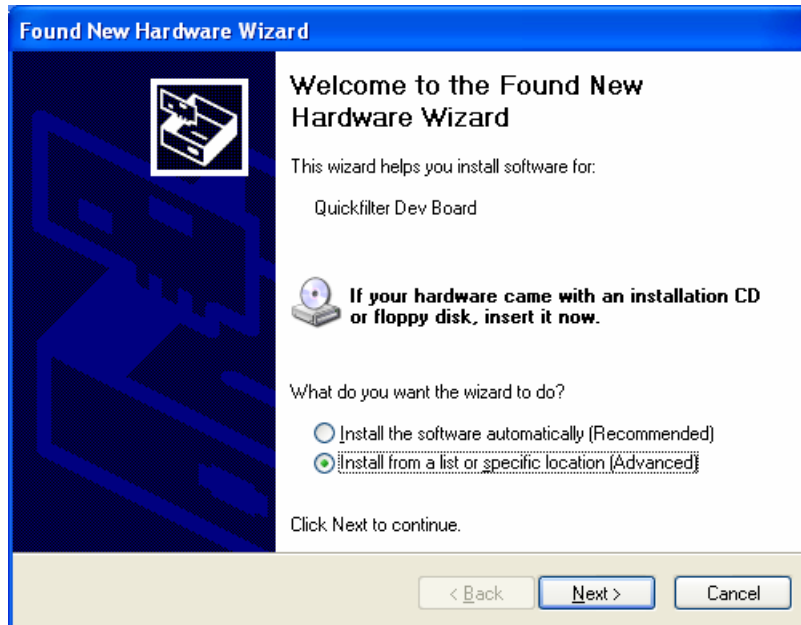 Found New Hardware Wizard
Welcome to the Found New
Hardware Wizard
This wizard helps you install software for:
Quickfilter Dev Board
If your hardware came with an installation CD
or floppy disk, insert it now.
What do you want the wizard to do?
Install the software automatically (Recommended)
Install from a list or specific location (Advanced)
Click Next to continue.
< Back Next > Cancel